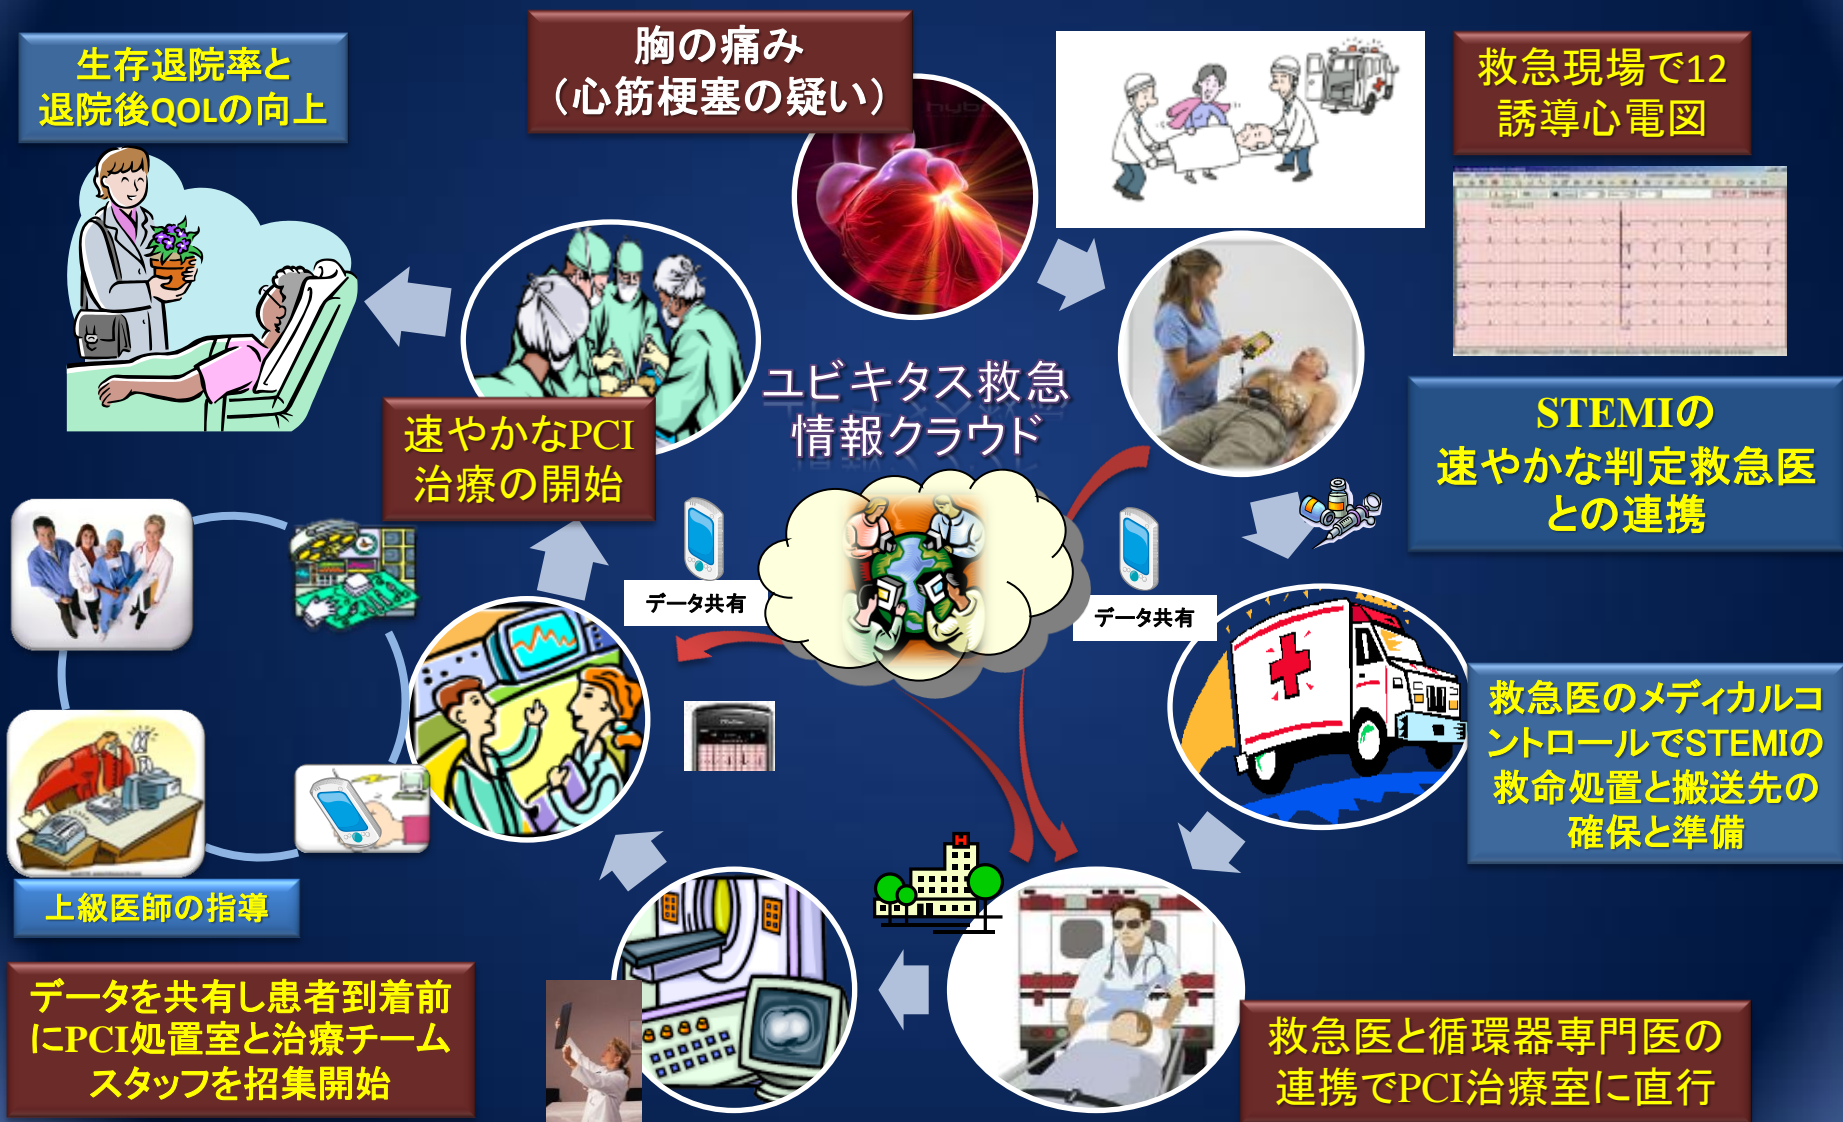 胸の痛み
（心筋梗塞の疑い）
救急現場で12
誘導心電図
STEMIの
速やかな判定救急医
との連携
救急医のメディカルコ
ントロールでSTEMIの
救命処置と搬送先の
確保と準備
救急医と循環器専門医の
連携でPCI治療室に直行
データを共有し患者到着前
にPCI処置室と治療チーム
スタッフを招集開始
上級医師の指導
速やかなPCI
治療の開始
生存退院率と
退院後QOLの向上
ユビキタス救急
情報クラウド
データ共有
データ共有
H